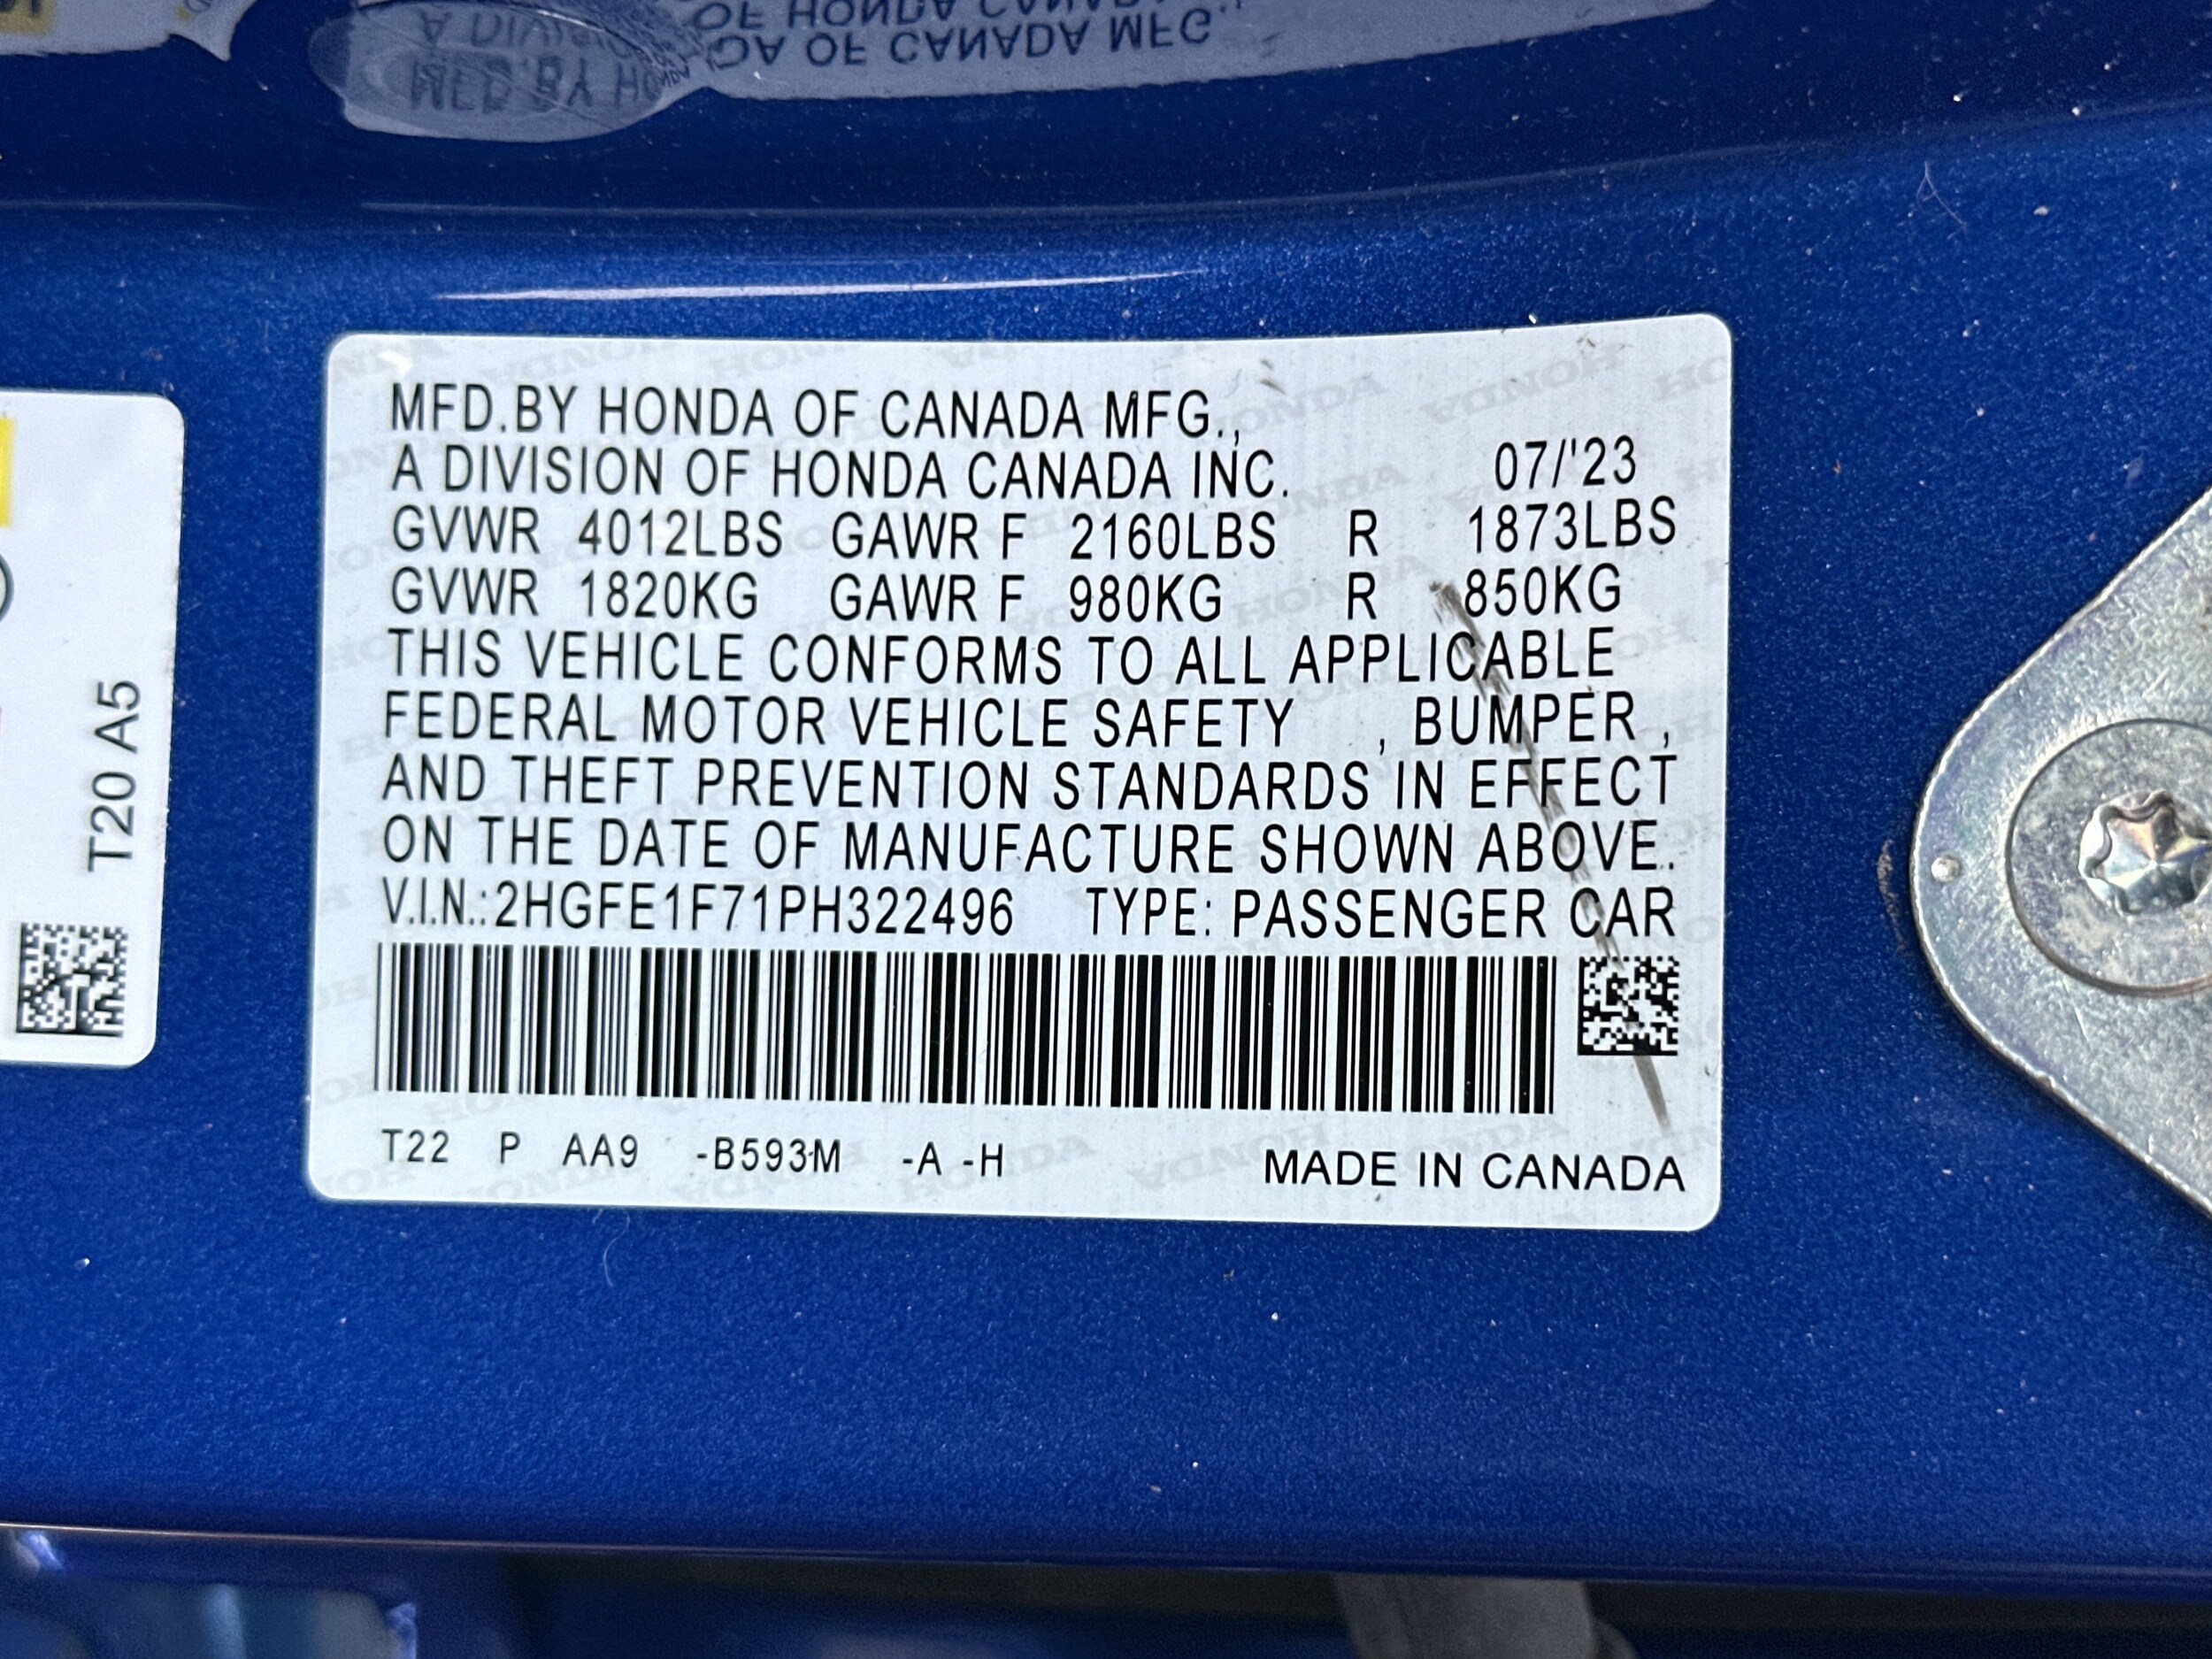 MFD.BY HONDA OF CANADA MFG.,
A DIVISION OF HONDA CANADA INC. 07/'23
GVWR 4012LBS GAWR F 2160LBS R 1873LBS
GVWR 1820KG GAWR F 980KG R 850KG
THIS VEHICLE CONFORMS TO ALL APPLICABLE
FEDERAL MOTOR VEHICLE SAFETY , BUMPER ,
AND THEFT PREVENTION STANDARDS IN EFFECT
ON THE DATE OF MANUFACTURE SHOWN ABOVE.
V.I.N.:2HGFE1F71PH322496 TYPE: PASSENGER CAR
T22 P AA9 -B593M -A -H MADE IN CANADA
T20 A5